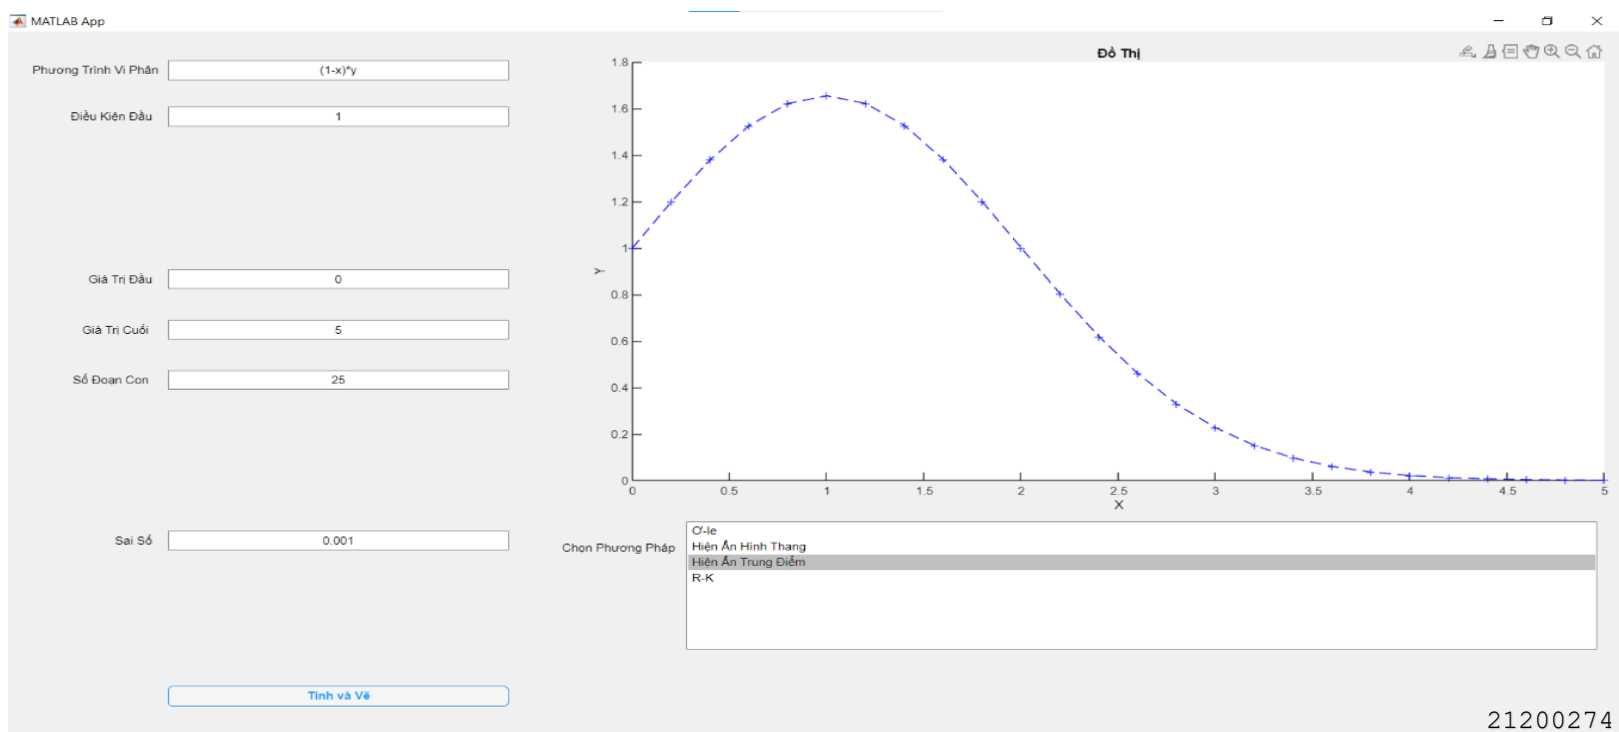 MATLAB App
Phương Trình Vi Phân
(1-x)*y
Điều Kiện Đầu
1
Giá Trị Đầu
0
Giá Trị Cuối
5
Số Đoạn Con
25
Sai Số
0.001
Tính và Vẽ
Đồ Thị
1.8
1.6
1.4
1.2
1
0.8
0.6
0.4
0.2
0
Y
0 0.5 1 1.5 2 2.5 3 3.5 4 4.5 5
X
Chọn Phương Pháp
Ơ-le
Hiện Ẩn Hình Thang
Hiện Ẩn Trung Điểm
R-K
21200274